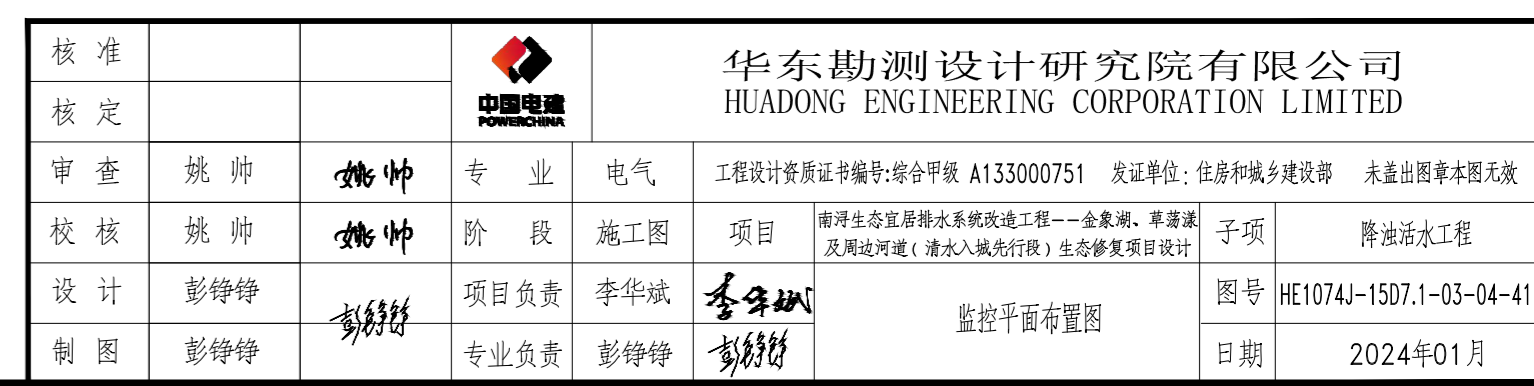 核 准
华东勘测设计研究院有限公司
核 定
中国电建
POWERCHINA
HUADONG ENGINEERING CORPORATION LIMITED
审 查 姚 帅 姚帅 专 业 电气 工程设计资质证书编号:综合甲级 A133000751 发证单位:住房和城乡建设部 未盖出图章本图无效
校 核 姚 帅 姚帅 阶 段 施工图 项目
南浔生态宜居排水系统改造工程--金象湖、草荡漾
及周边河道(清水入城先行段)生态修复项目设计
子项 降浊活水工程
设 计 彭铮铮 彭铮铮 项目负责 李华斌 李华斌 监控平面布置图 图号 HE1074J-15D7.1-03-04-41
制 图 彭铮铮 专业负责 彭铮铮 彭铮铮 日期 2024年01月